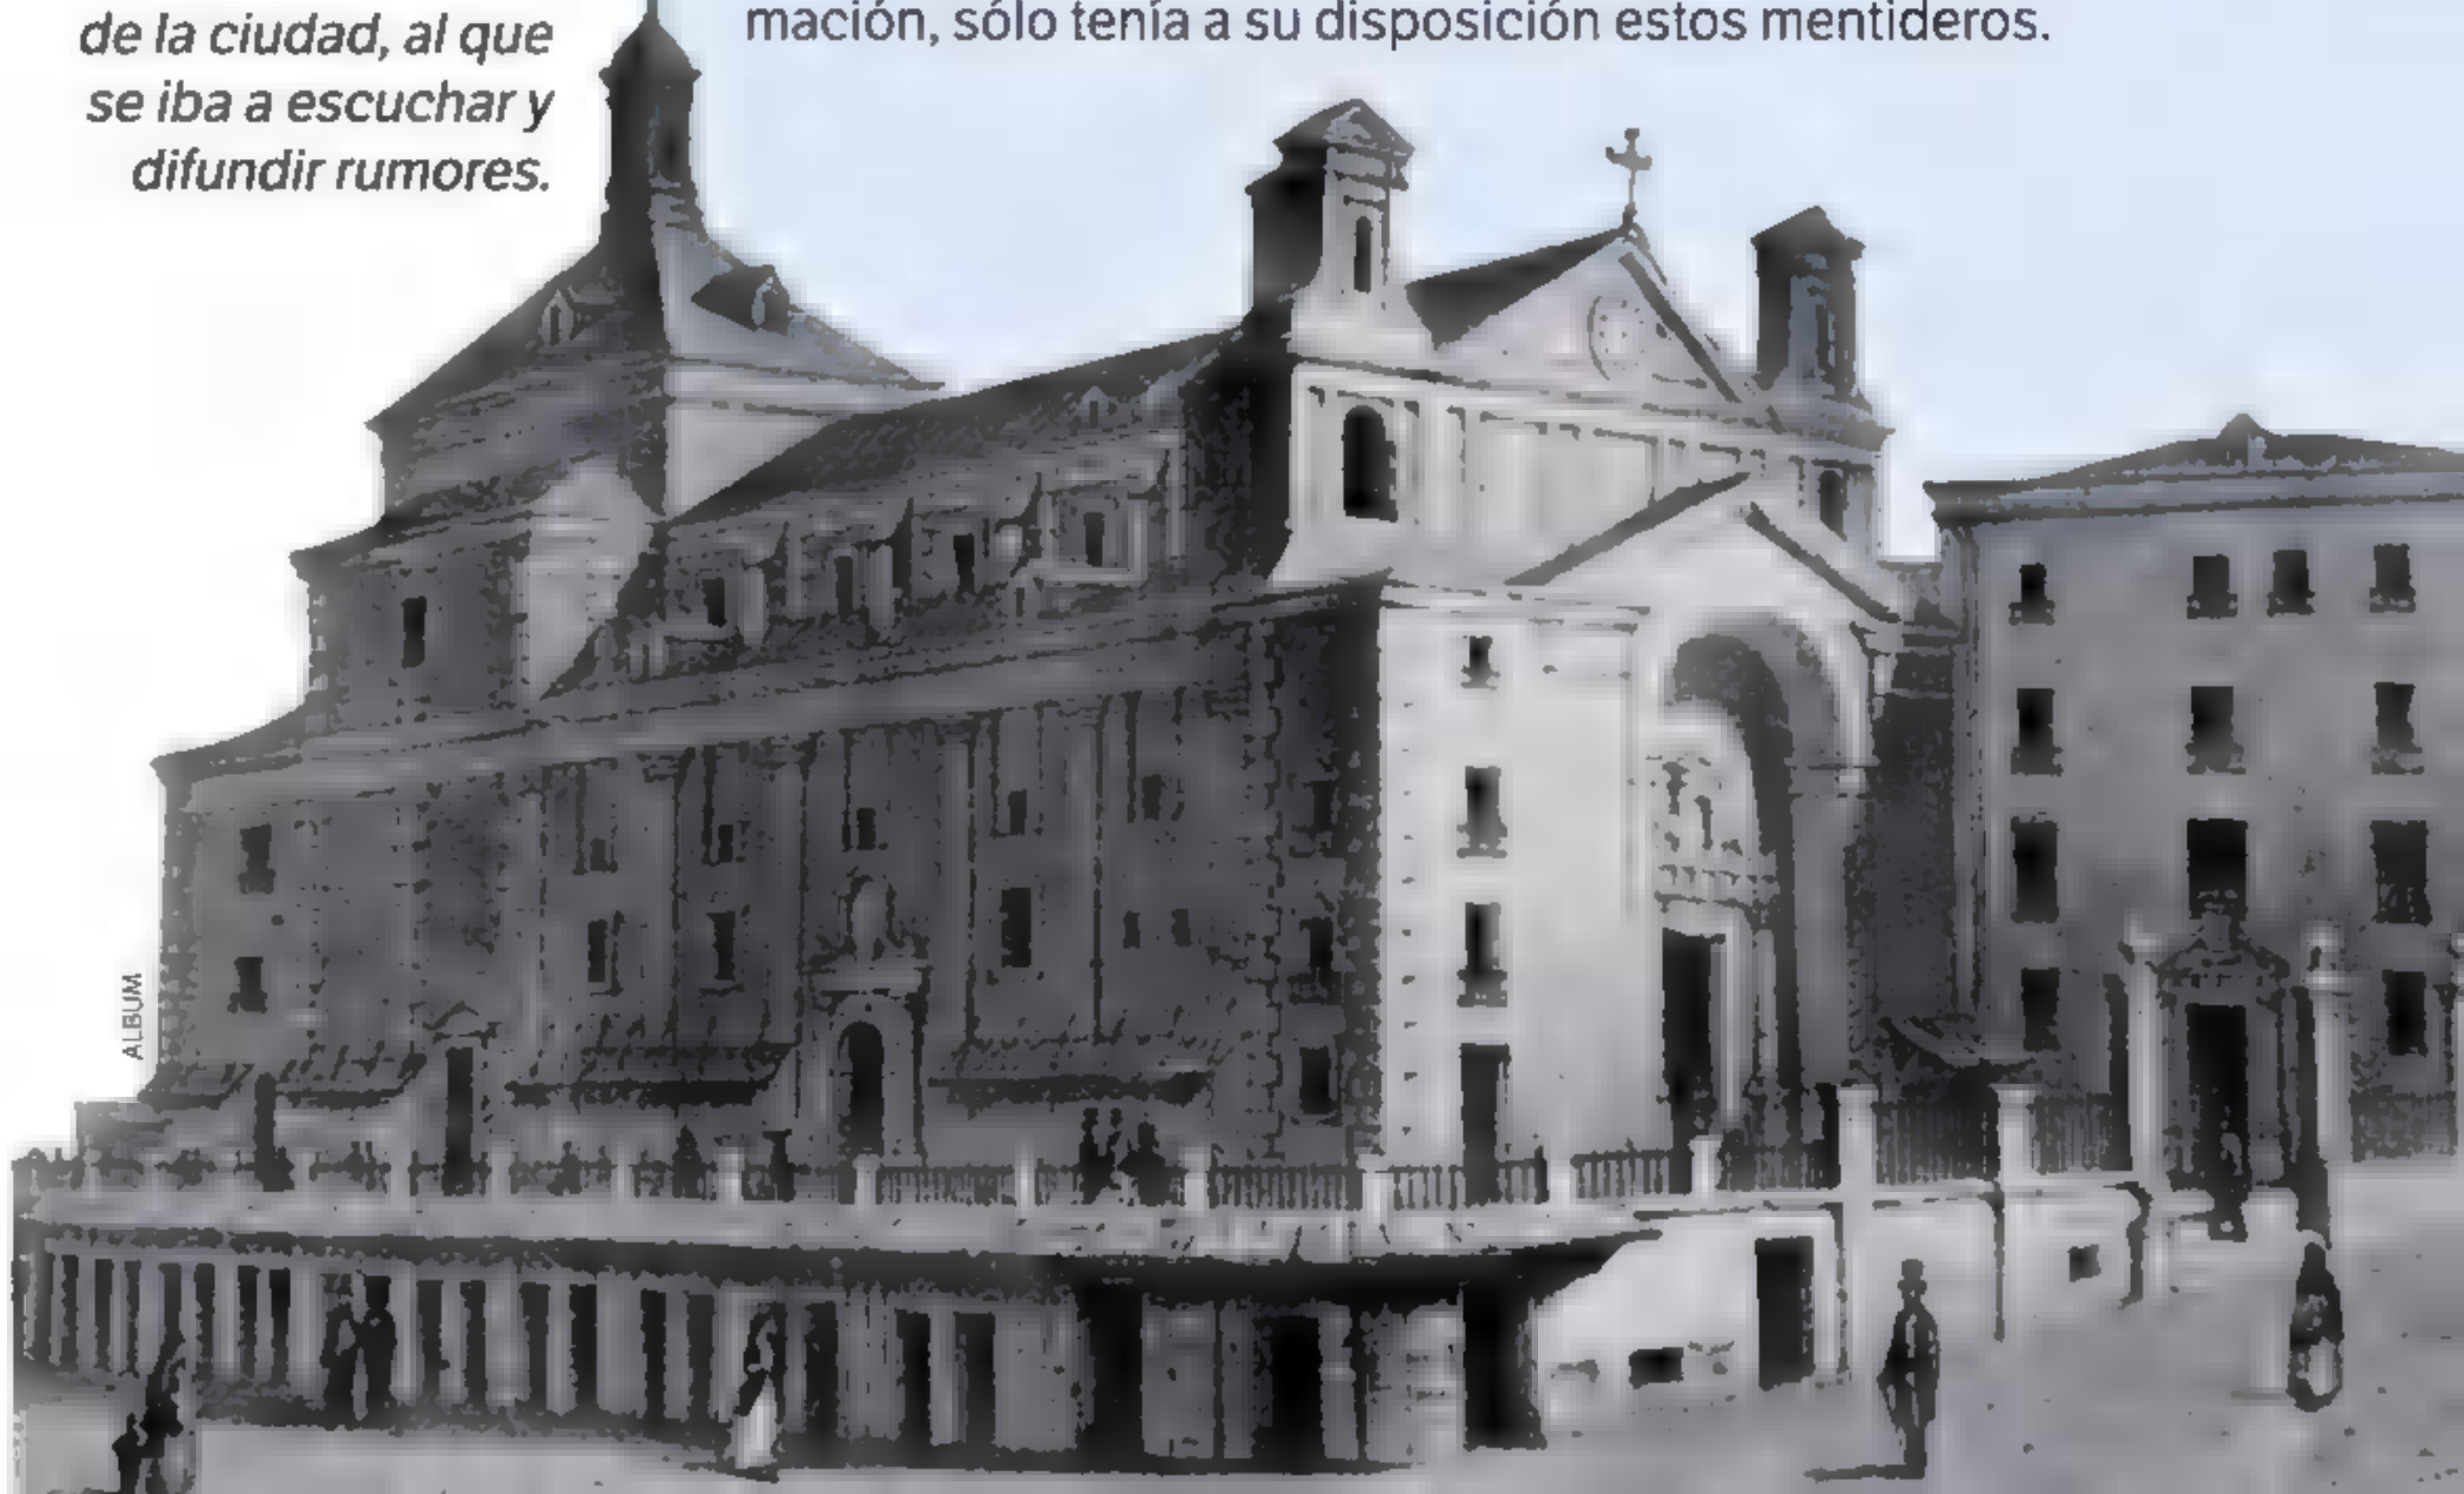 de la ciudad, al que
se iba a escuchar y
difundir rumores.
mación, sólo tenía a su disposición estos mentideros.
ALBUM